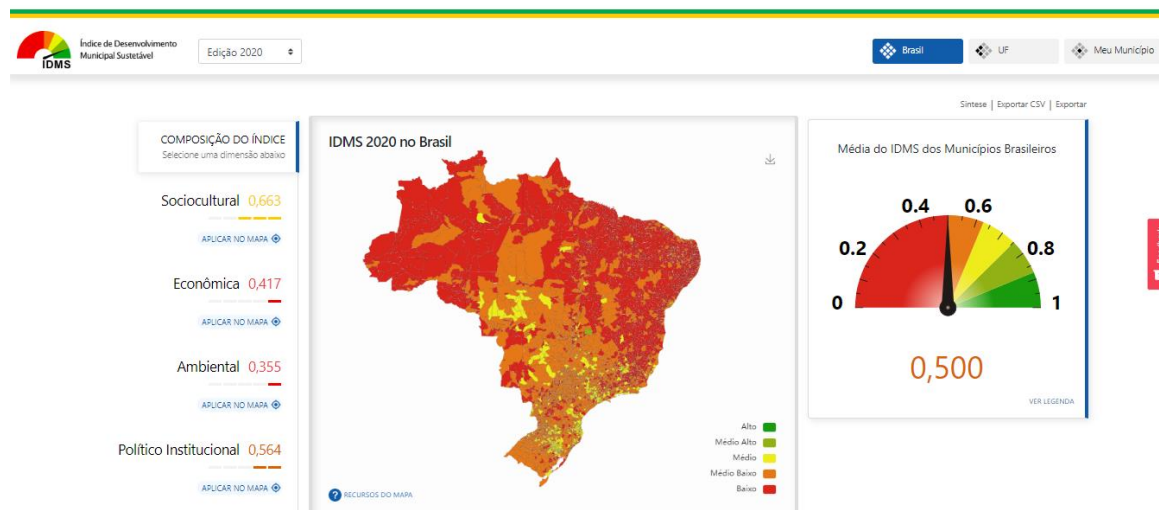 IDMS
Índice de Desenvolvimento
Municipal Sustetável
Edição 2020
Brasil
UF
Meu Município
Síntese | Exportar CSV | Exportar
COMPOSIÇÃO DO ÍNDICE
Selecione uma dimensão abaixo
Sociocultural 0,663
APLICAR NO MAPA
Econômica 0,417
APLICAR NO MAPA
Ambiental 0,355
APLICAR NO MAPA
Político Institucional 0,564
APLICAR NO MAPA
IDMS 2020 no Brasil
Alto
Médio Alto
Médio
Médio Baixo
Baixo
? RECURSOS DO MAPA
Média do IDMS dos Municípios Brasileiros
0
0.2
0.4
0.6
0.8
1
0,500
VER LEGENDA